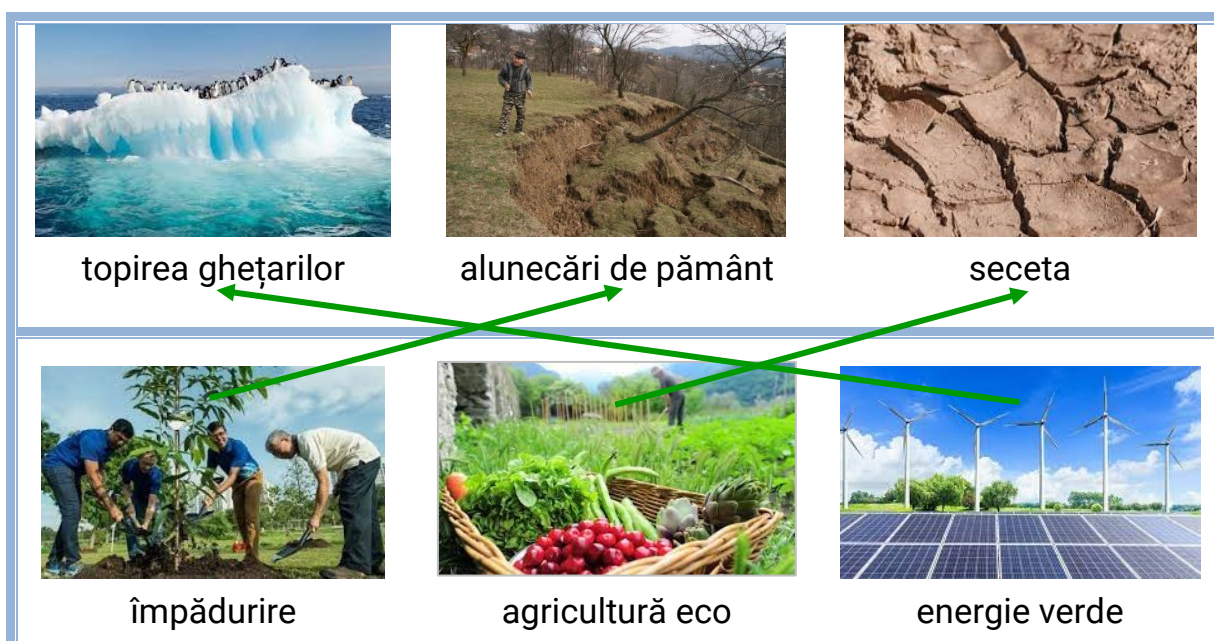 topirea ghețarilor
alunecări de pământ
seceta
împădurire
agricultură eco
energie verde